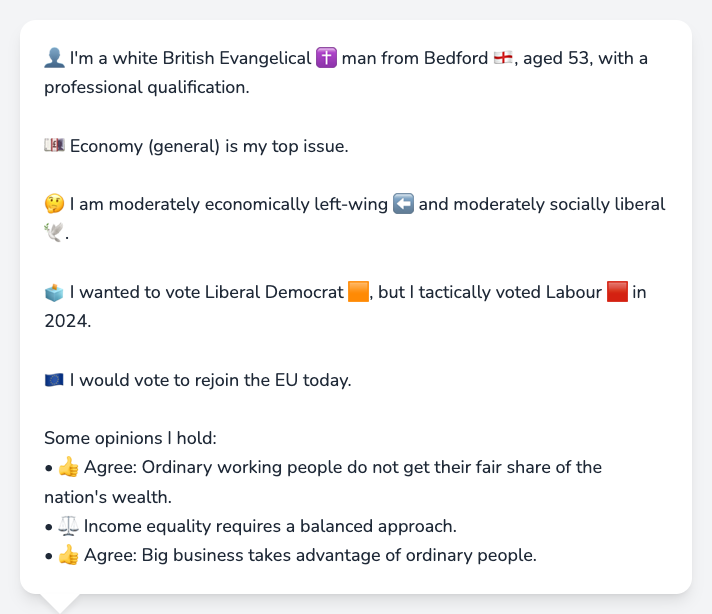 👤 I'm a white British Evangelical ✝️ man from Bedford 🏴󠁧󠁢󠁥󠁮󠁧󠁿, aged 53, with a
professional qualification.
💷 Economy (general) is my top issue.
🤔 I am moderately economically left-wing ⬅️ and moderately socially liberal
🕊️.
🗳️ I wanted to vote Liberal Democrat 🟧, but I tactically voted Labour 🟥 in
2024.
🇪🇺 I would vote to rejoin the EU today.
Some opinions I hold:
• 👍 Agree: Ordinary working people do not get their fair share of the
nation's wealth.
• ⚖️ Income equality requires a balanced approach.
• 👍 Agree: Big business takes advantage of ordinary people.